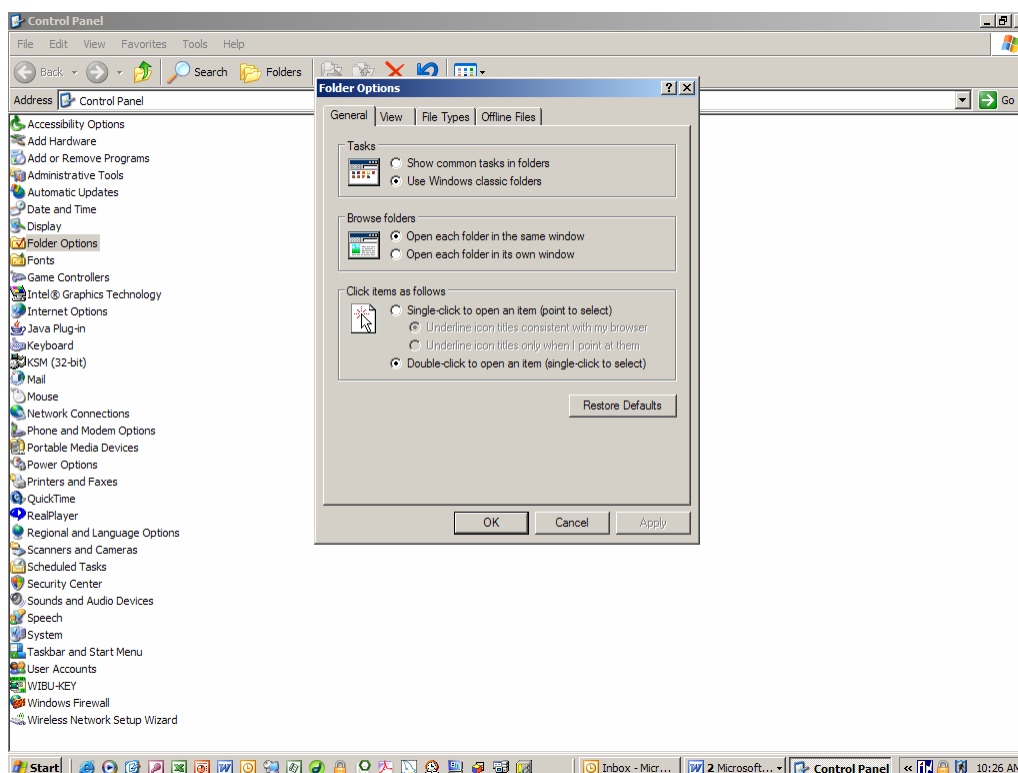 Control Panel
File Edit View Favorites Tools Help
Back Search Folders
Address Control Panel Go
Accessibility Options
Add Hardware
Add or Remove Programs
Administrative Tools
Automatic Updates
Date and Time
Display
Folder Options
Fonts
Game Controllers
Intel® Graphics Technology
Internet Options
Java Plug-in
Keyboard
KSM (32-bit)
Mail
Mouse
Network Connections
Phone and Modem Options
Portable Media Devices
Power Options
Printers and Faxes
QuickTime
RealPlayer
Regional and Language Options
Scanners and Cameras
Scheduled Tasks
Security Center
Sounds and Audio Devices
Speech
System
Taskbar and Start Menu
User Accounts
WIBU-KEY
Windows Firewall
Wireless Network Setup Wizard
Folder Options
General View File Types Offline Files
Tasks
Show common tasks in folders
Use Windows classic folders
Browse folders
Open each folder in the same window
Open each folder in its own window
Click items as follows
Single-click to open an item (point to select)
Underline icon titles consistent with my browser
Underline icon titles only when I point at them
Double-click to open an item (single-click to select)
Restore Defaults
OK Cancel Apply
Start Inbox - Micr... 2 Microsoft... Control Panel 10:26 AM